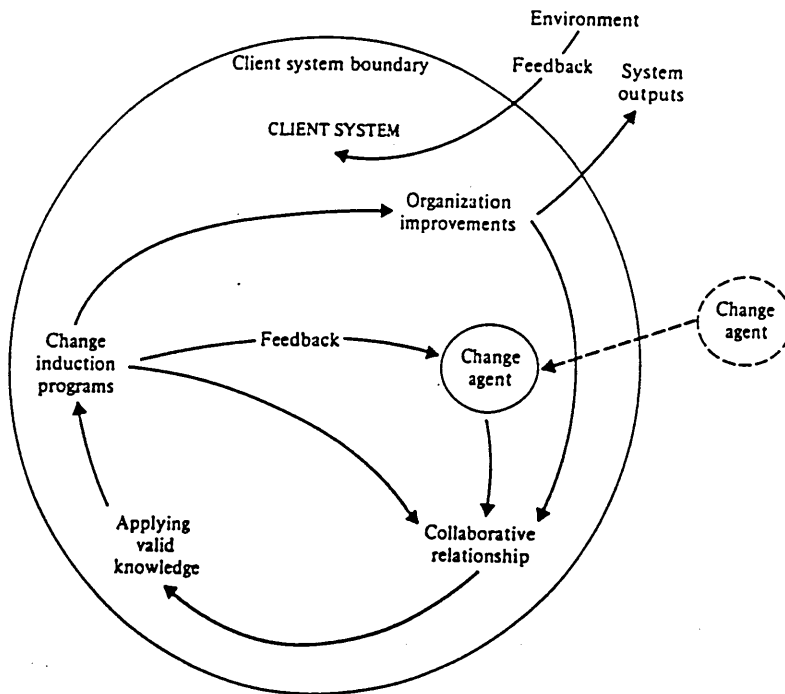 Environment
Client system boundary
Feedback
System
outputs
CLIENT SYSTEM
Organization
improvements
Change
agent
Change
induction
programs
Feedback
Change
agent
Applying
valid
knowledge
Collaborative
relationship